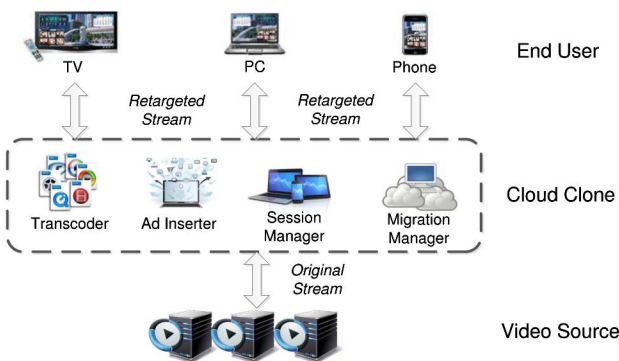 End User
TV
PC
Phone
Retargeted
Stream
Retargeted
Stream
Cloud Clone
Transcoder
Ad Inserter
Session
Manager
Migration
Manager
Original
Stream
Video Source